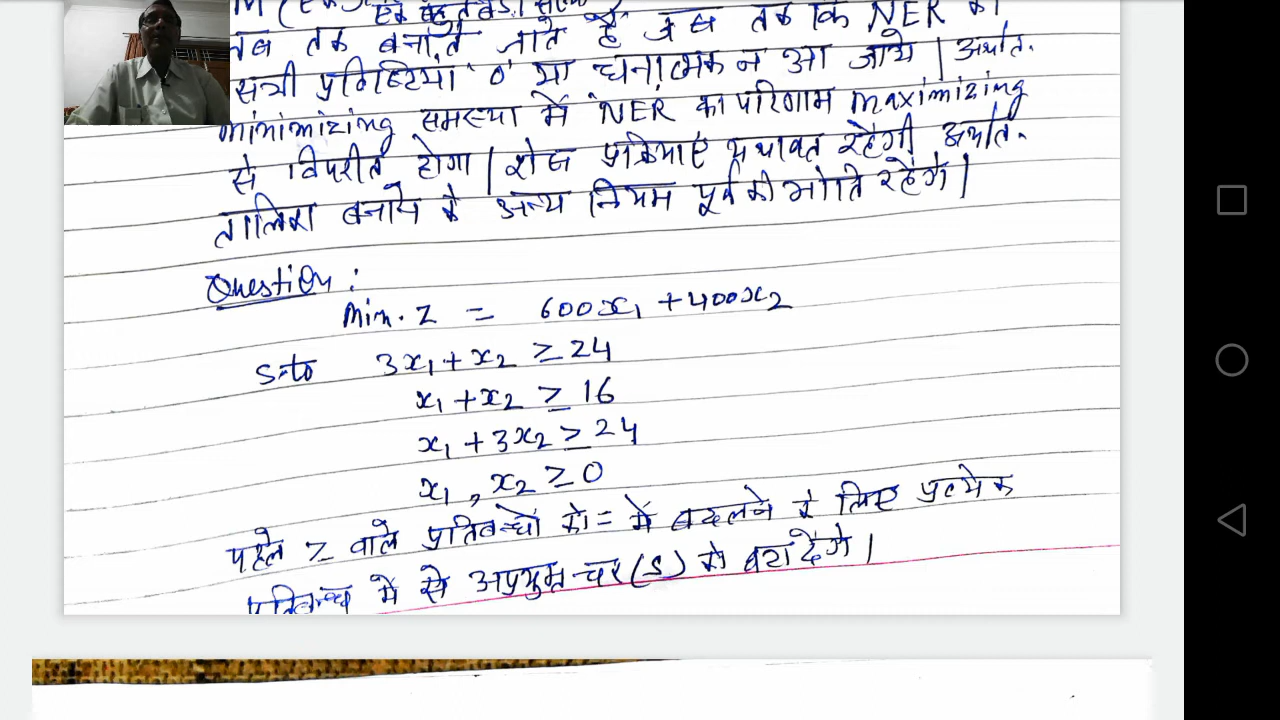 तब तक बनाते जाते हैं जब तक कि NER की
सभी प्रविष्टियां '0' या धनात्मक न आ जाये | अर्थात्
minimizing समस्या में NER का परिणाम maximizing
से विपरीत होगा | शेष प्रक्रियाएं यथावत रहेंगी अर्थात्
तालिका बनाने के अन्य नियम पूर्व की भांति रहेंगे |
Question :
Min. Z = 600x₁ + 400x₂
S.to 3x₁ + x₂ ≥ 24
x₁ + x₂ ≥ 16
x₁ + 3x₂ ≥ 24
x₁, x₂ ≥ 0
पहले ≥ वाले प्रतिबन्धों को = में बदलने के लिए प्रत्येक
प्रतिबन्ध में से अप्रयुक्त चर (S) को घटा देंगे |